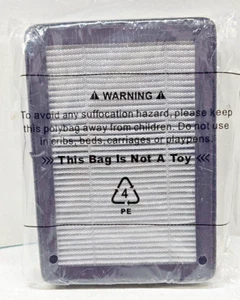 ⚠ WARNING ⚠
To avoid any suffocation hazard, please keep
this polybag away from children. Do not use
in cribs, beds, carriages or playpens.
>>> This Bag Is Not A Toy >>>
4
PE